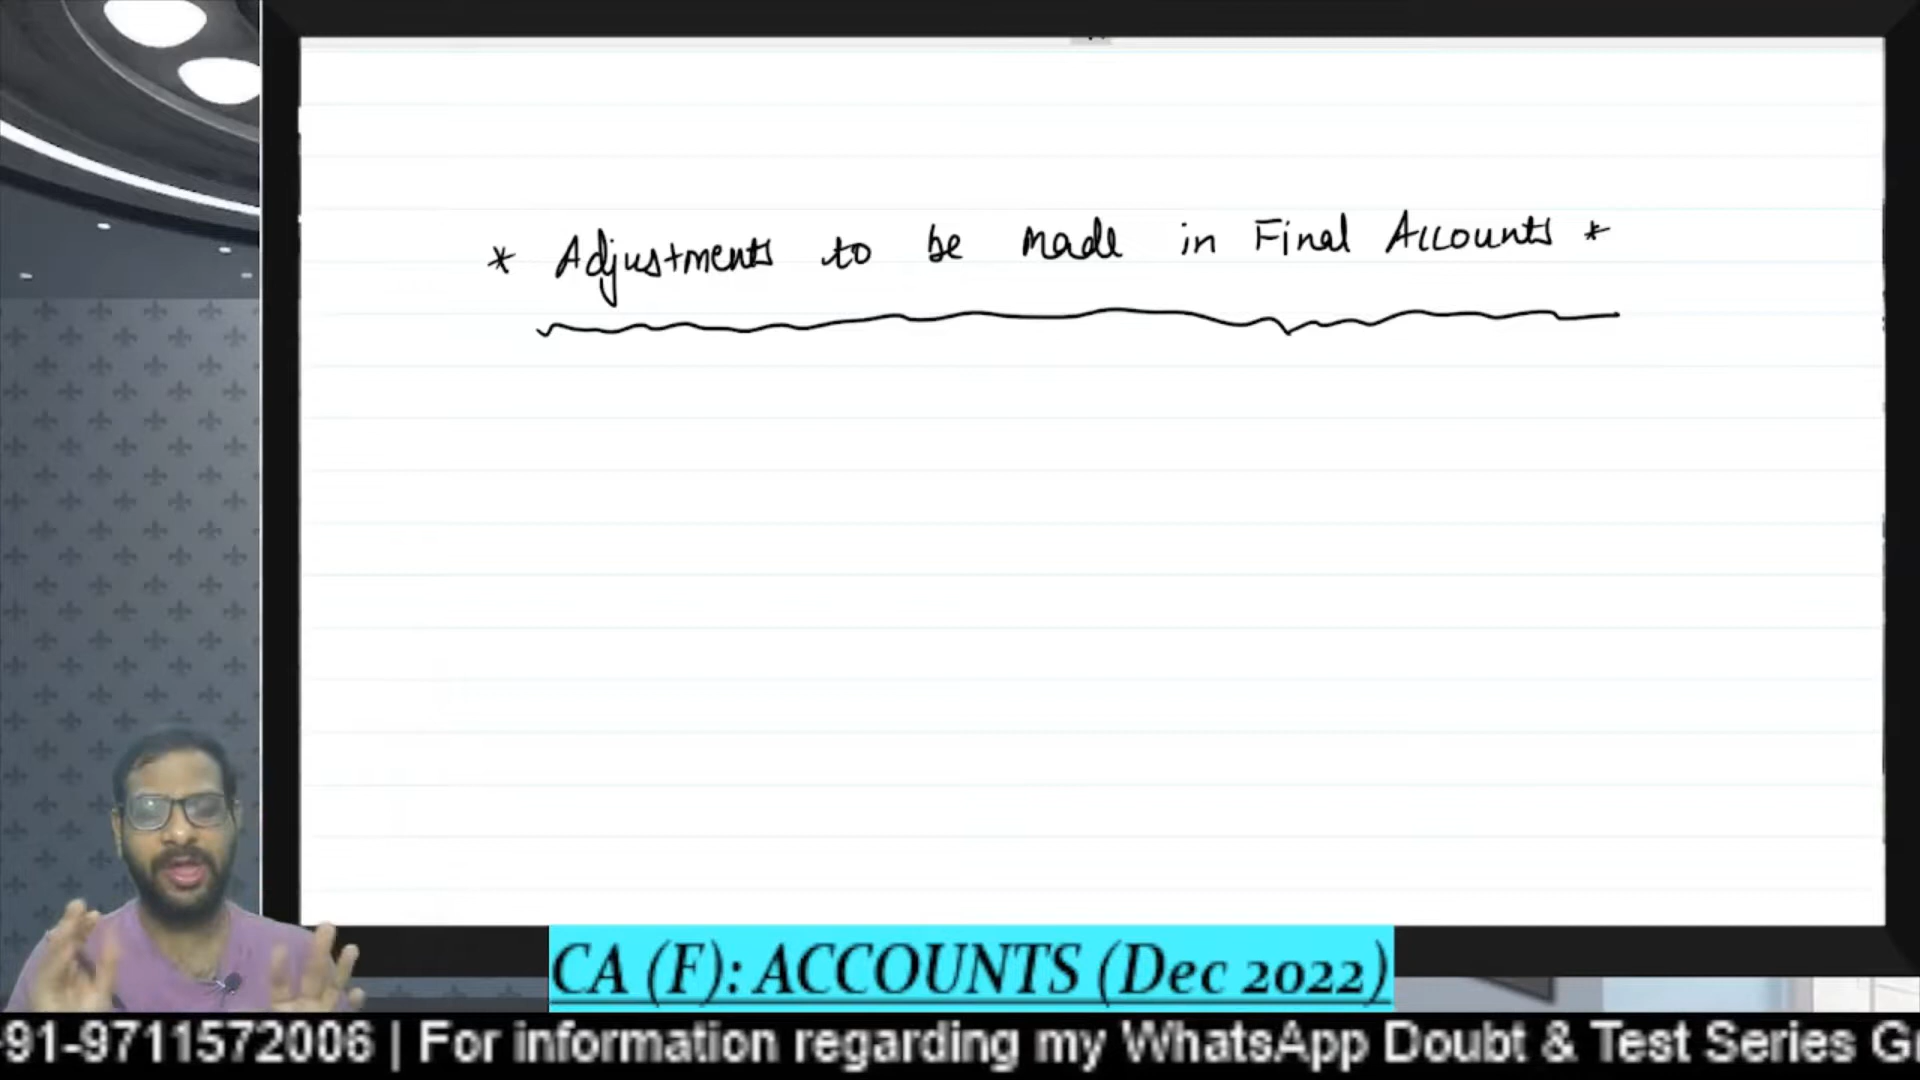 * Adjustments to be made in Final Accounts *
CA (F): ACCOUNTS (Dec 2022)
91-9711572006 | For information regarding my WhatsApp Doubt & Test Series